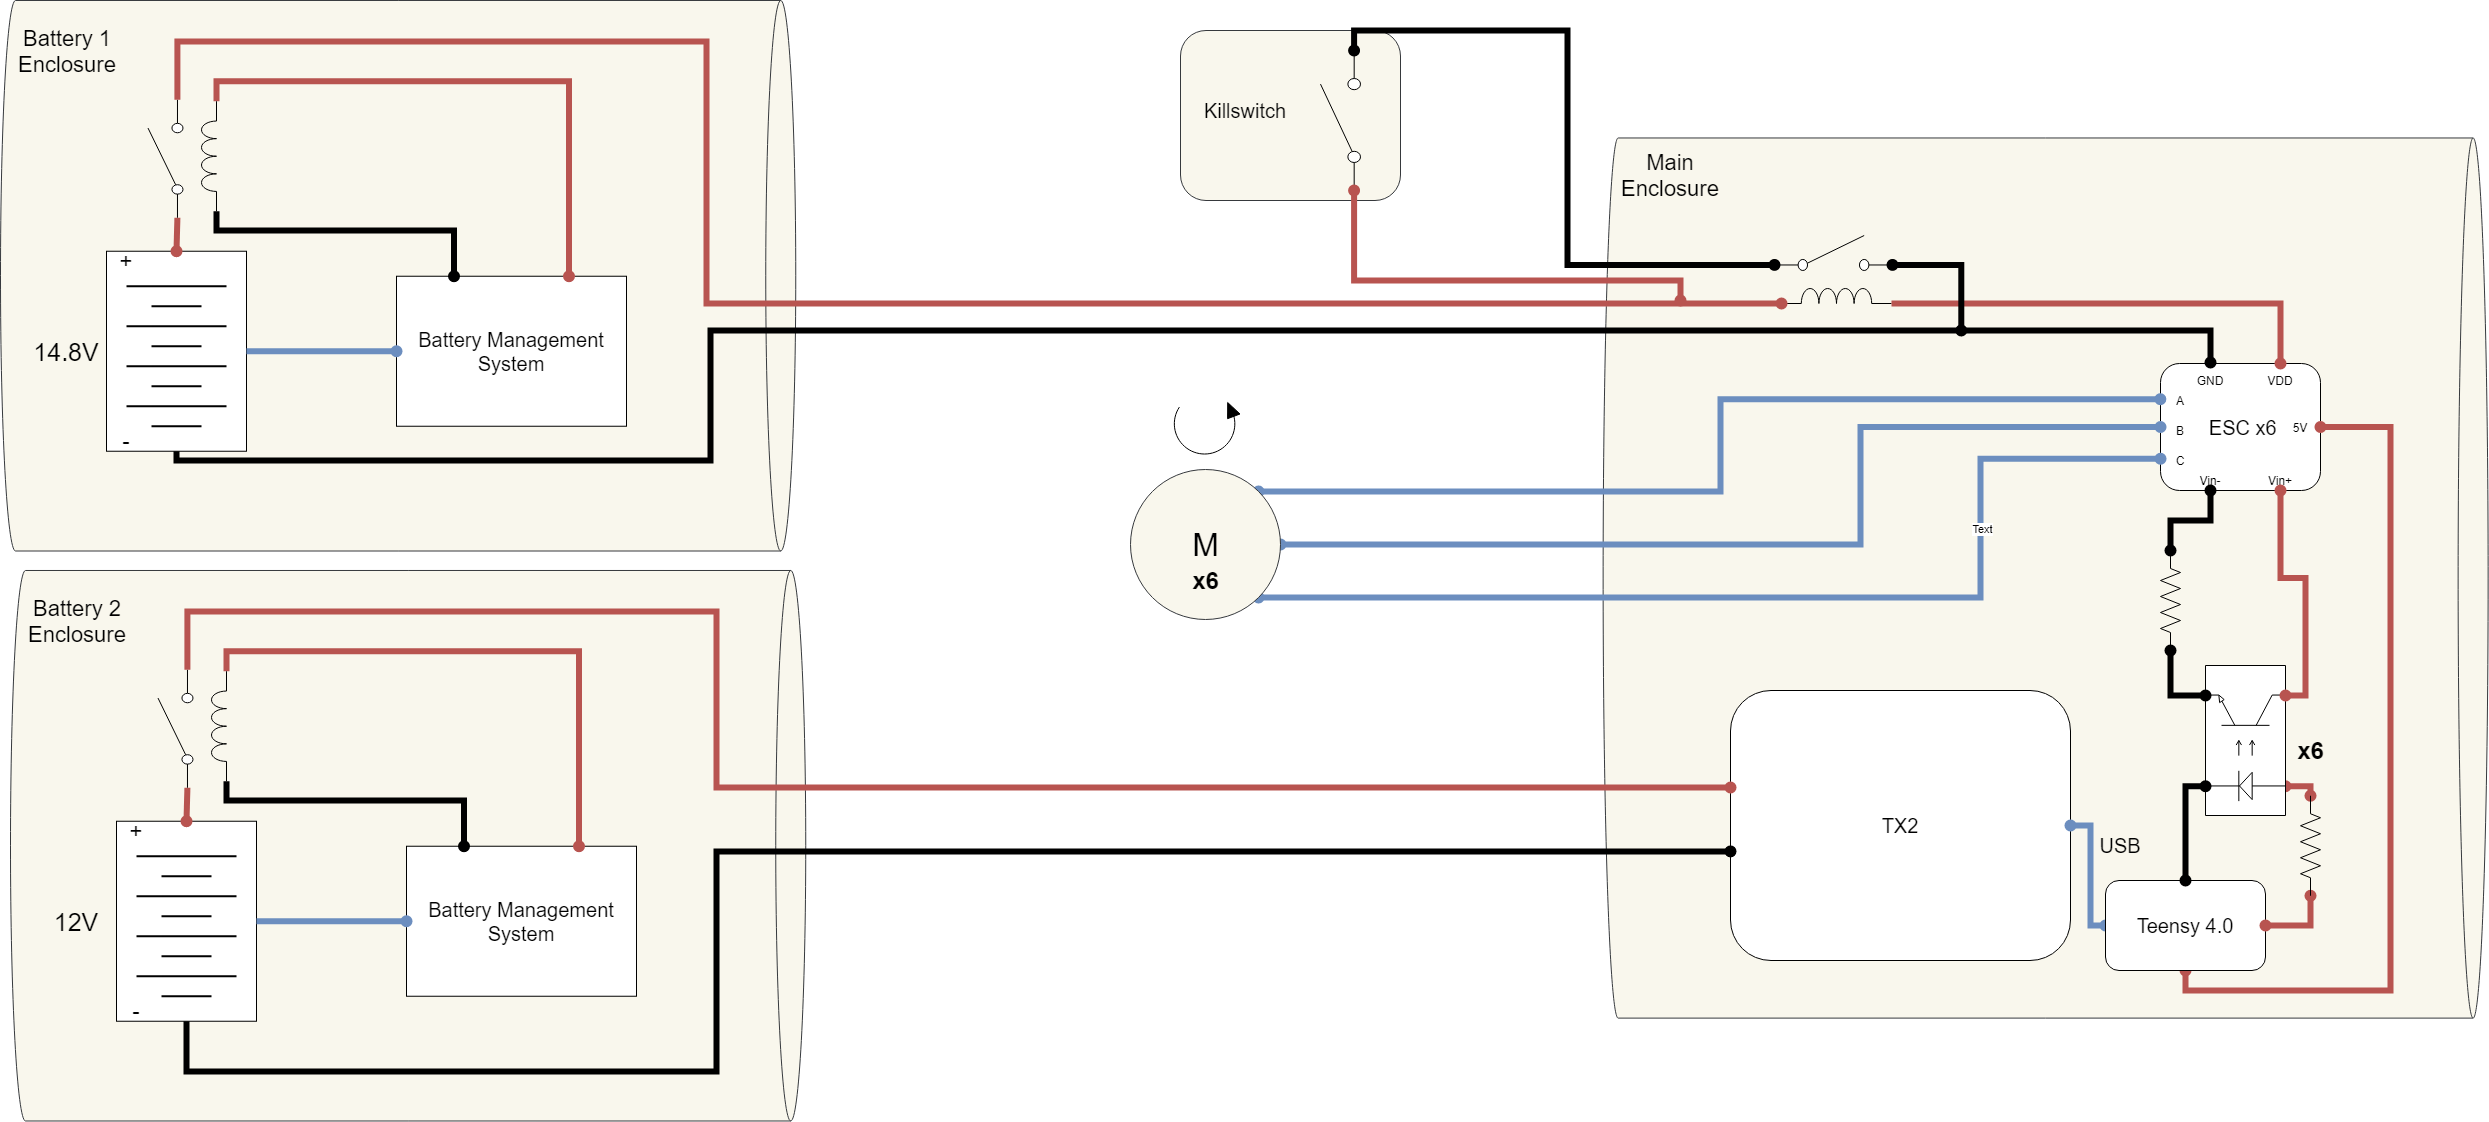 Battery 1
Enclosure
+
14.8V
-
Battery Management
System
Killswitch
Main
Enclosure
GND
VDD
A
B
C
ESC x6
5V
Vin-
Vin+
Text
M
x6
Battery 2
Enclosure
+
12V
-
Battery Management
System
TX2
USB
x6
Teensy 4.0